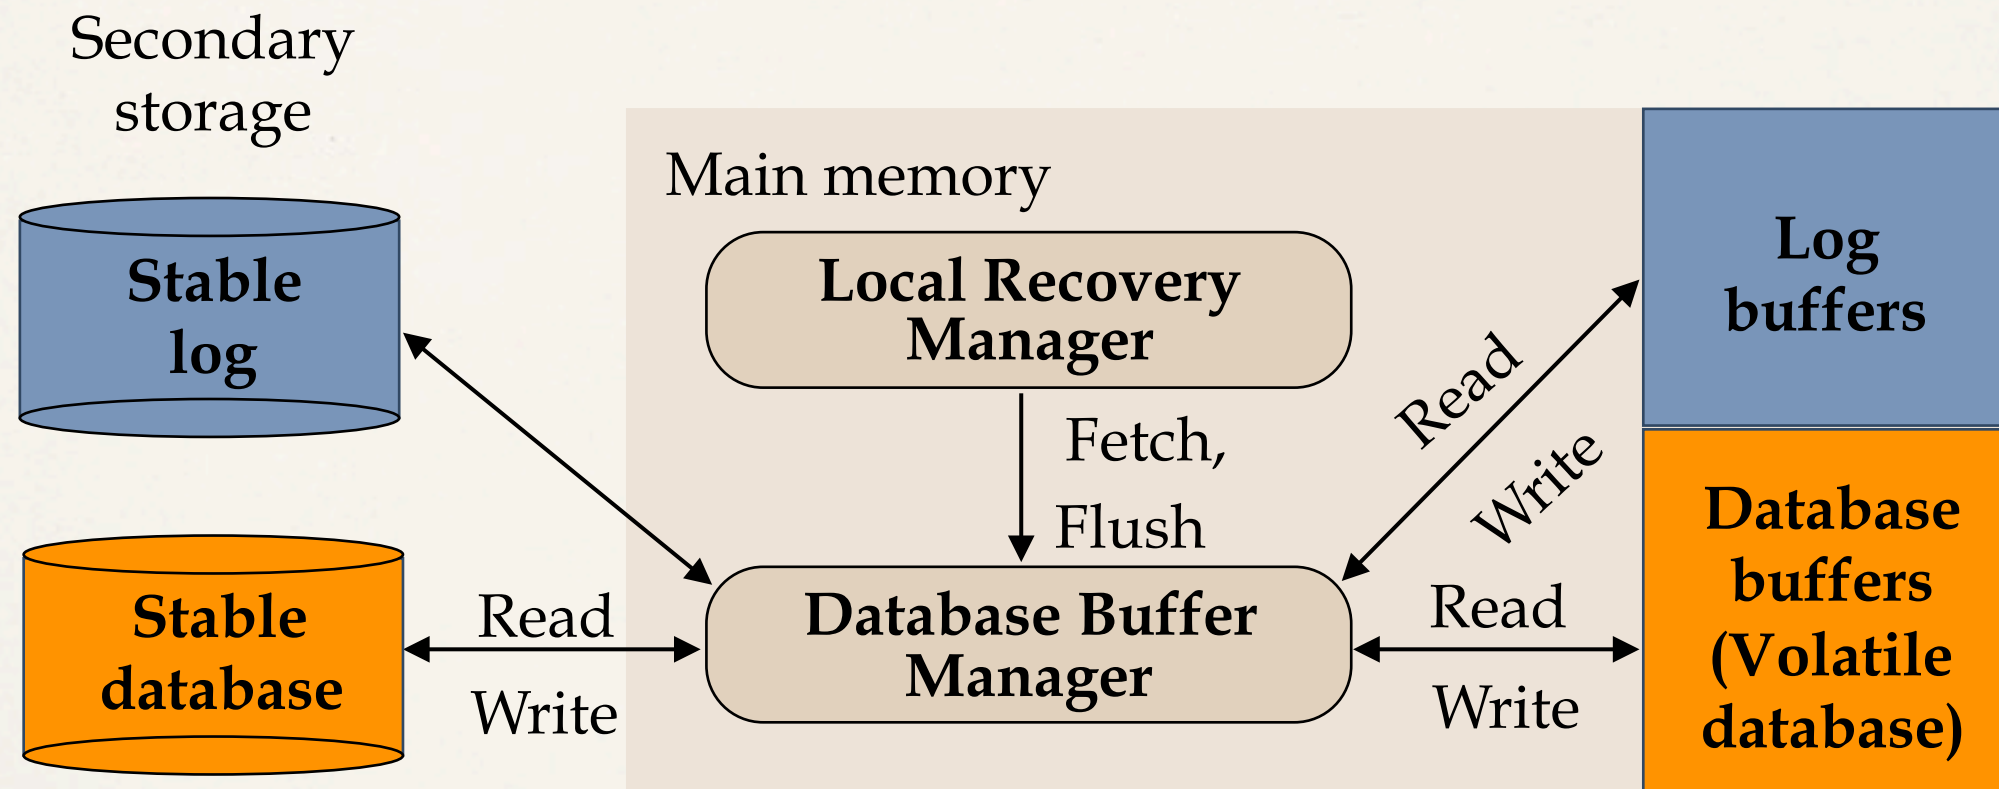 Secondary
storage
Main memory
Stable
log
Local Recovery
Manager
Log
buffers
Fetch,
Flush
Read
Write
Stable
database
Read
Write
Database Buffer
Manager
Read
Write
Database
buffers
(Volatile
database)